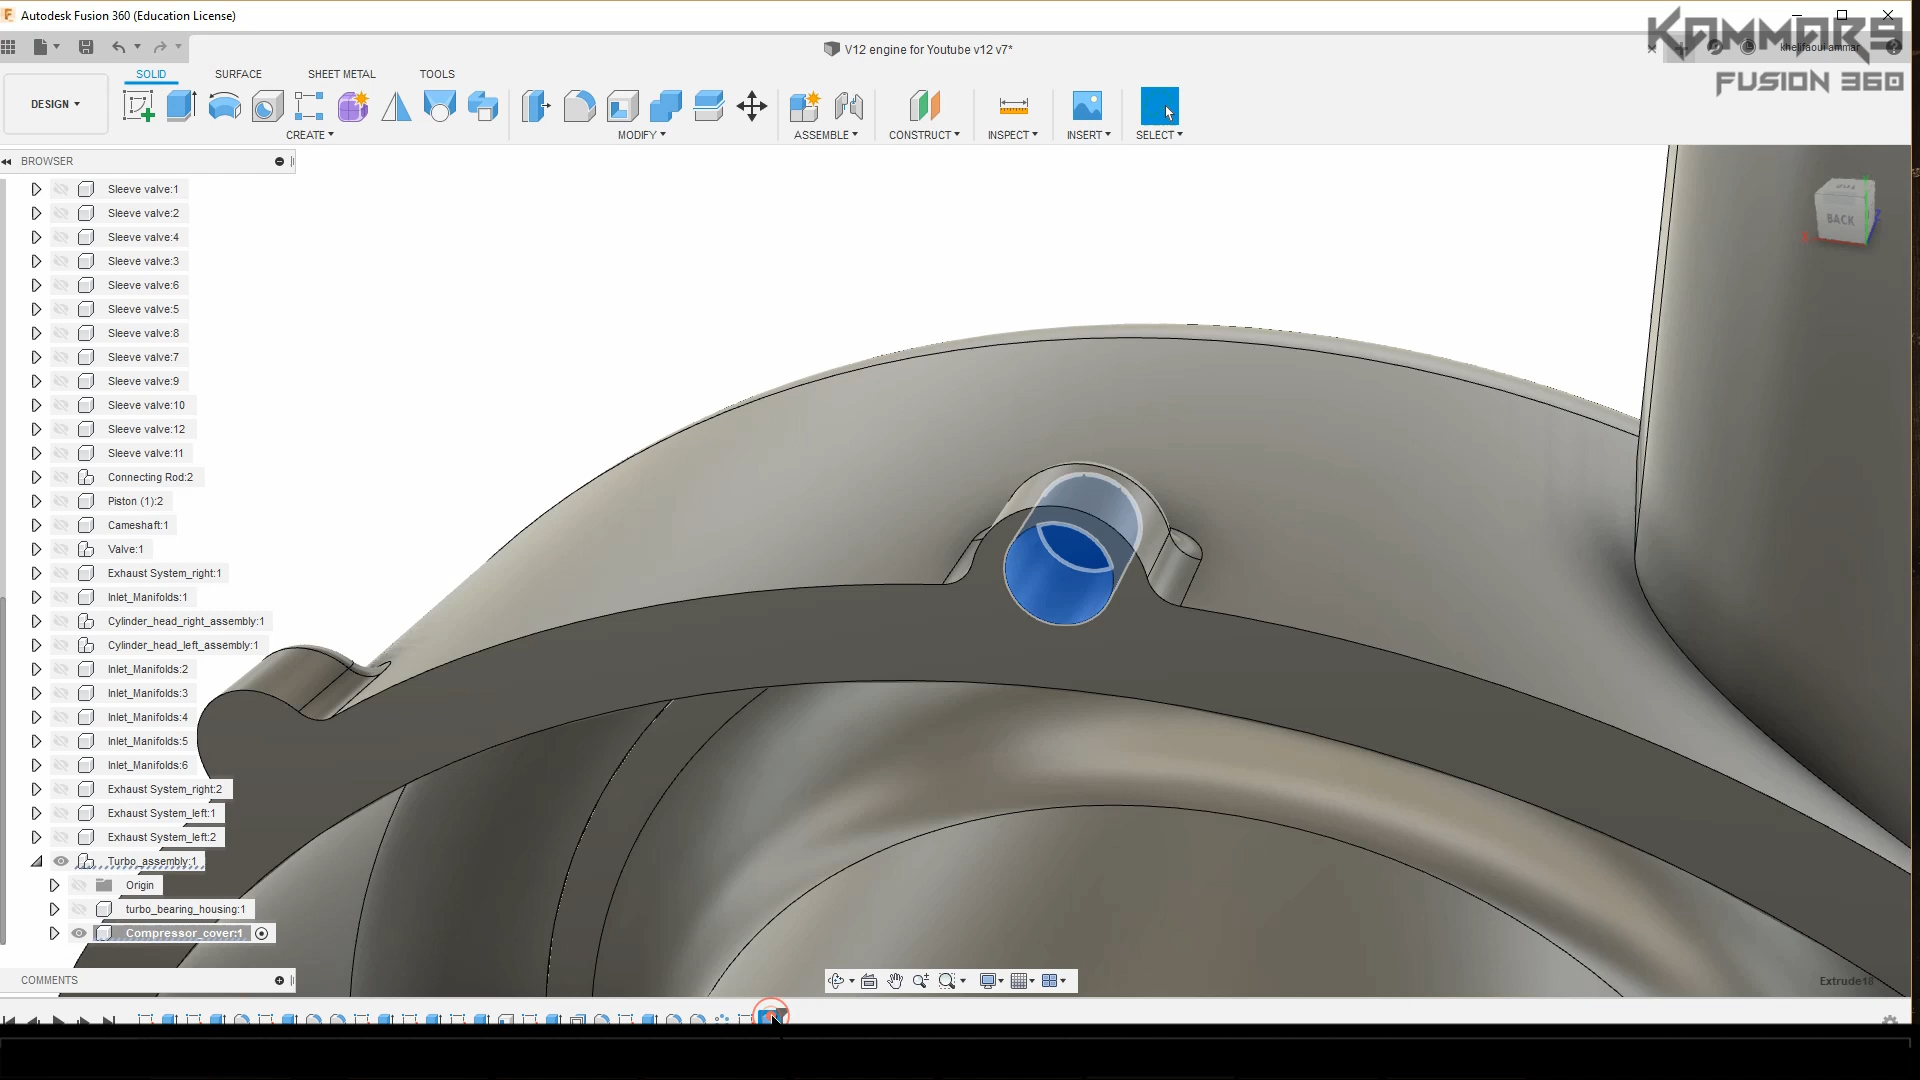 Autodesk Fusion 360 (Education License)
KAMMARS
FUSION 360
V12 engine for Youtube v12 v7*
khelifaoui ammar
DESIGN
SOLID
SURFACE
SHEET METAL
TOOLS
CREATE
MODIFY
ASSEMBLE
CONSTRUCT
INSPECT
INSERT
SELECT
BROWSER
Sleeve valve:1
Sleeve valve:2
Sleeve valve:4
Sleeve valve:3
Sleeve valve:6
Sleeve valve:5
Sleeve valve:8
Sleeve valve:7
Sleeve valve:9
Sleeve valve:10
Sleeve valve:12
Sleeve valve:11
Connecting Rod:2
Piston (1):2
Cameshaft:1
Valve:1
Exhaust System_right:1
Inlet_Manifolds:1
Cylinder_head_right_assembly:1
Cylinder_head_left_assembly:1
Inlet_Manifolds:2
Inlet_Manifolds:3
Inlet_Manifolds:4
Inlet_Manifolds:5
Inlet_Manifolds:6
Exhaust System_right:2
Exhaust System_left:1
Exhaust System_left:2
Turbo_assembly:1
Origin
turbo_bearing_housing:1
Compressor_cover:1
COMMENTS
TOP
BACK
X
Z
Extrude18